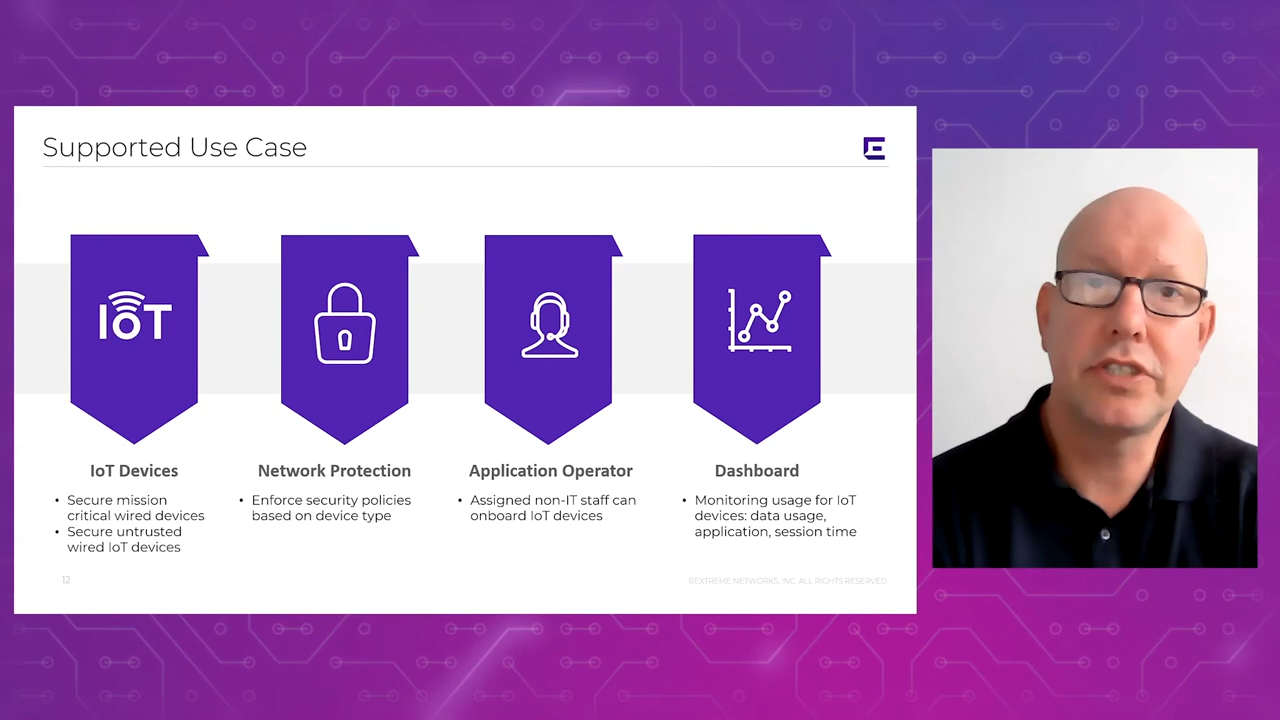 Supported Use Case
IoT
IoT Devices
• Secure mission
critical wired devices
• Secure untrusted
wired IoT devices
Network Protection
• Enforce security policies
based on device type
Application Operator
• Assigned non-IT staff can
onboard IoT devices
Dashboard
• Monitoring usage for IoT
devices: data usage,
application, session time
12
©EXTREME NETWORKS, INC. ALL RIGHTS RESERVED.